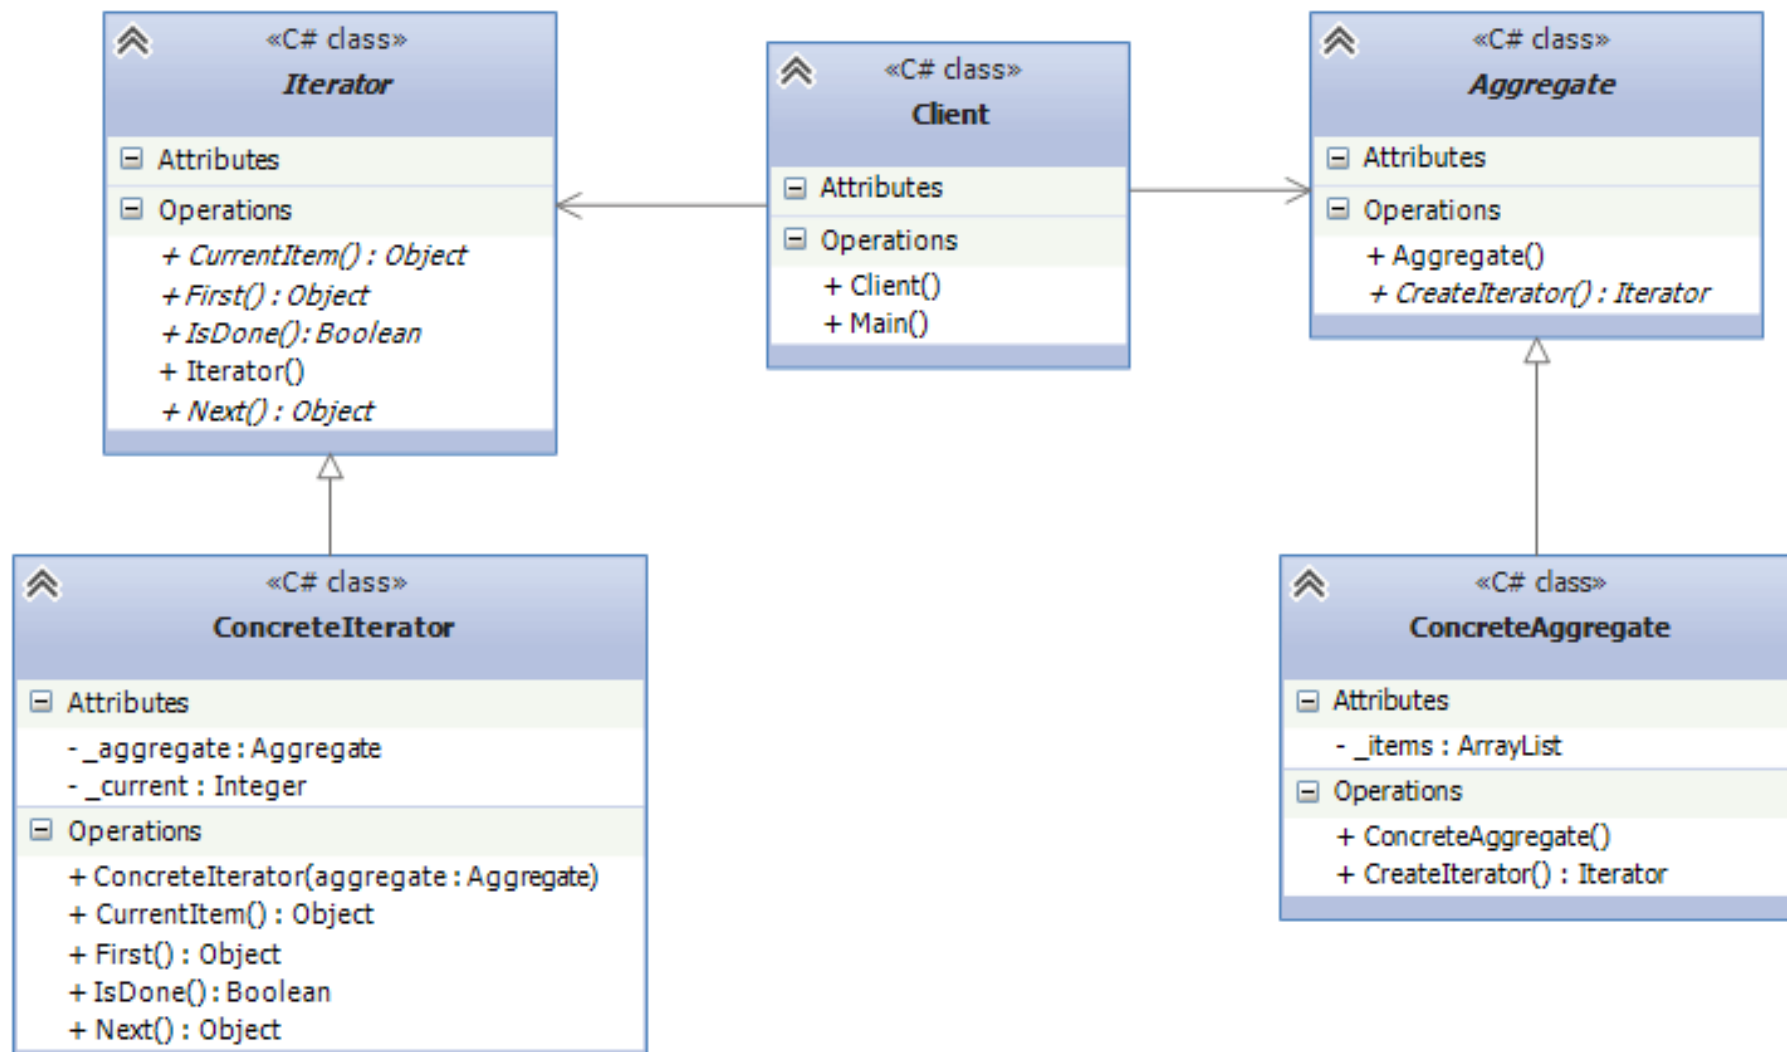 «C# class»
Iterator
Attributes
Operations
+ CurrentItem() : Object
+ First() : Object
+ IsDone(): Boolean
+ Iterator()
+ Next() : Object
«C# class»
Client
Attributes
Operations
+ Client()
+ Main()
«C# class»
Aggregate
Attributes
Operations
+ Aggregate()
+ CreateIterator() : Iterator
«C# class»
ConcreteIterator
Attributes
- _aggregate : Aggregate
- _current : Integer
Operations
+ ConcreteIterator(aggregate : Aggregate)
+ CurrentItem() : Object
+ First() : Object
+ IsDone() : Boolean
+ Next() : Object
«C# class»
ConcreteAggregate
Attributes
- _items : ArrayList
Operations
+ ConcreteAggregate()
+ CreateIterator() : Iterator